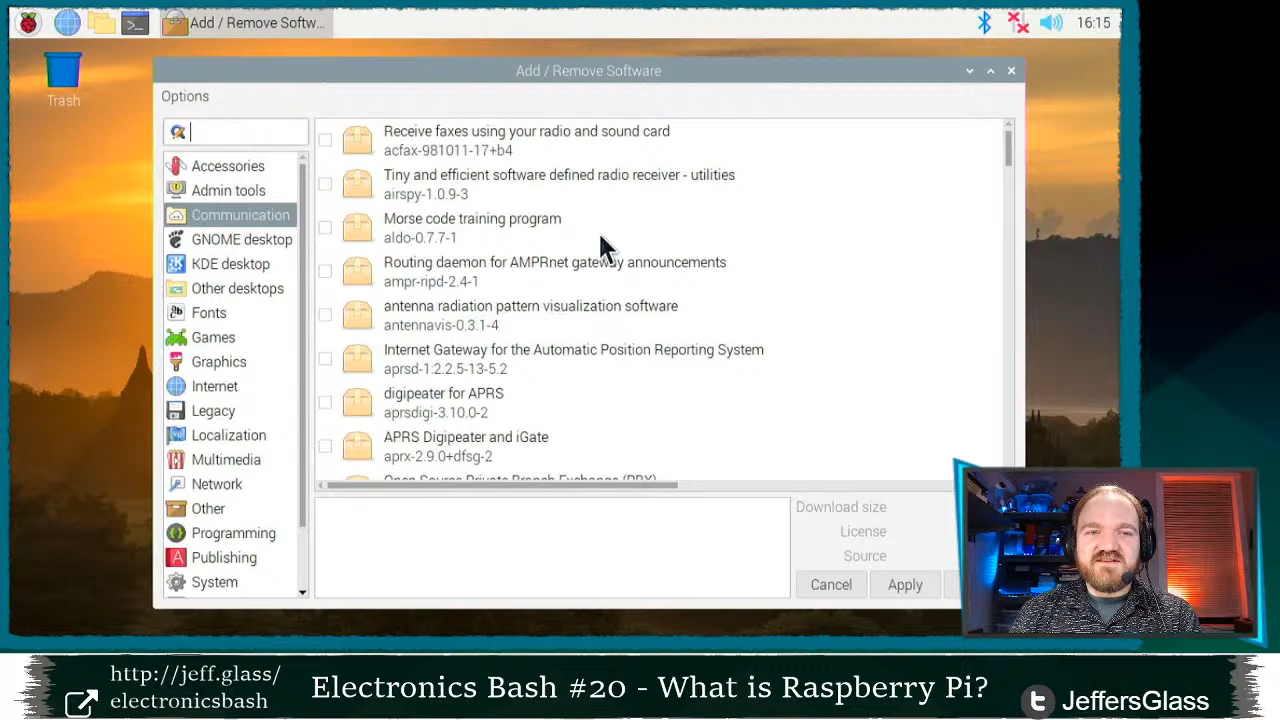 Add / Remove Softw...
16:15
Trash
Add / Remove Software
Options
Accessories
Admin tools
Communication
GNOME desktop
KDE desktop
Other desktops
Fonts
Games
Graphics
Internet
Legacy
Localization
Multimedia
Network
Other
Programming
Publishing
System
Receive faxes using your radio and sound card
acfax-981011-17+b4
Tiny and efficient software defined radio receiver - utilities
airspy-1.0.9-3
Morse code training program
aldo-0.7.7-1
Routing daemon for AMPRnet gateway announcements
ampr-ripd-2.4-1
antenna radiation pattern visualization software
antennavis-0.3.1-4
Internet Gateway for the Automatic Position Reporting System
aprsd-1:2.2.5-13-5.2
digipeater for APRS
aprsdigi-3.10.0-2
APRS Digipeater and iGate
aprx-2.9.0+dfsg-2
Open Source Private Branch Exchange (PBX)
Download size
License
Source
Cancel
Apply
http://jeff.glass/
electronicsbash
Electronics Bash #20 - What is Raspberry Pi?
JeffersGlass